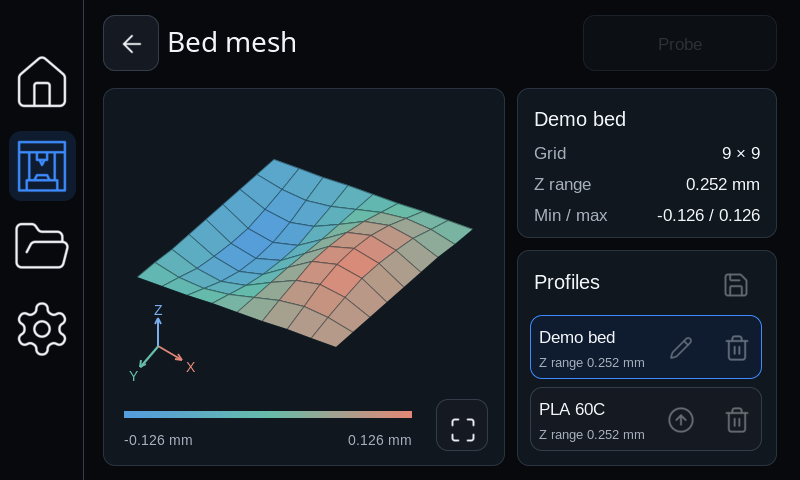 Bed mesh
Probe
Z
X
Y
-0.126 mm
0.126 mm
Demo bed
Grid 9 × 9
Z range 0.252 mm
Min / max -0.126 / 0.126
Profiles
Demo bed
Z range 0.252 mm
PLA 60C
Z range 0.252 mm